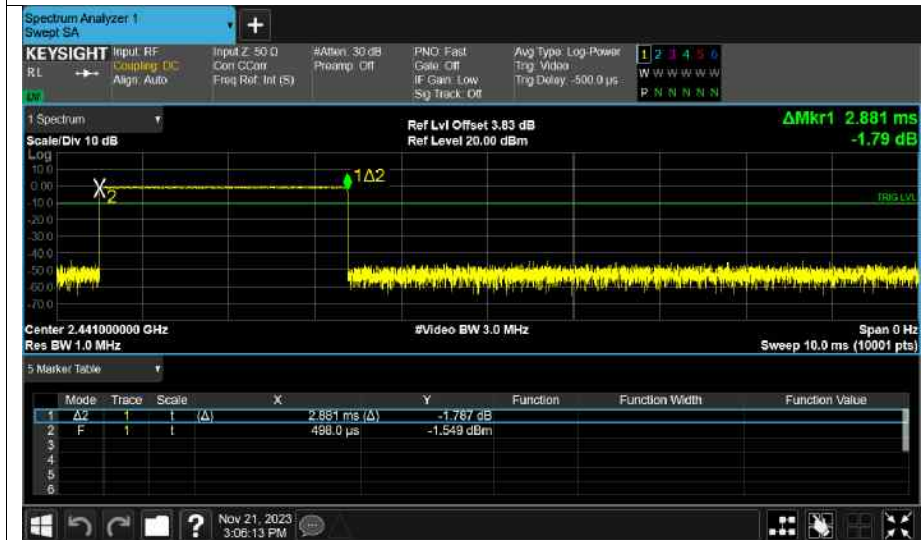 Spectrum Analyzer 1
Swept SA
KEYSIGHT Input: RF Input Z: 50 Ω #Atten: 30 dB PNO: Fast Avg Type: Log-Power 1 2 3 4 5 6
RL Coupling: DC Corr CCorr Preamp: Off Gate: Off Trig: Video W W W W W W
Align: Auto Freq Ref: Int (S) IF Gain: Low Trig Delay: -500.0 µs P N N N N N
Sig Track: Off
1 Spectrum Ref Lvl Offset 3.83 dB ΔMkr1 2.881 ms
Scale/Div 10 dB Ref Level 20.00 dBm -1.79 dB
Log
10.0
0.00
-10.0
-20.0
-30.0
-40.0
-50.0
-60.0
-70.0
X2
1Δ2
TRIG LVL
Center 2.441000000 GHz #Video BW 3.0 MHz Span 0 Hz
Res BW 1.0 MHz Sweep 10.0 ms (10001 pts)
5 Marker Table
Mode Trace Scale X Y Function Function Width Function Value
1 Δ2 1 t (Δ) 2.881 ms (Δ) -1.787 dB
2 F 1 t 498.0 µs -1.549 dBm
3
4
5
6
? Nov 21, 2023
3:06:13 PM